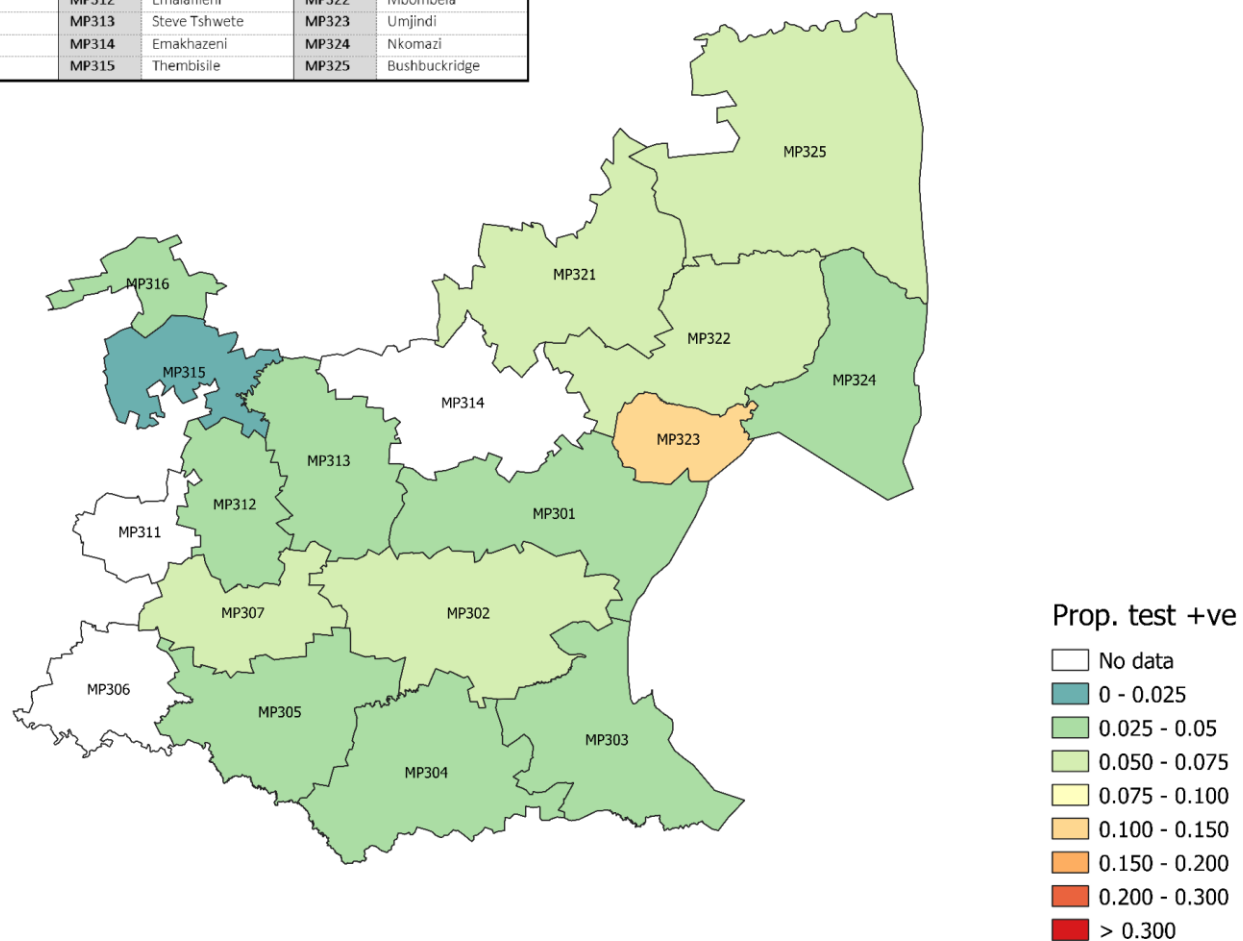 MP313 Steve Tshwete MP323 Umjindi
MP314 Emakhazeni MP324 Nkomazi
MP315 Thembisile MP325 Bushbuckridge
MP325
MP321
MP316
MP322
MP315
MP324
MP314
MP323
MP313
MP312
MP301
MP311
MP307
MP302
MP306
MP305
MP303
MP304
Prop. test +ve
No data
0 - 0.025
0.025 - 0.05
0.050 - 0.075
0.075 - 0.100
0.100 - 0.150
0.150 - 0.200
0.200 - 0.300
> 0.300